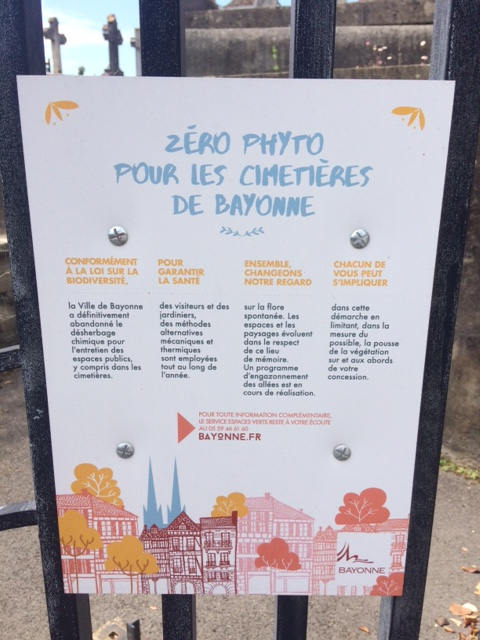 ZÉRO PHYTO
POUR LES CIMETIÈRES
DE BAYONNE
CONFORMÉMENT
À LA LOI SUR LA
BIODIVERSITÉ,
la Ville de Bayonne
a définitivement
abandonné le
désherbage
chimique pour
l'entretien des
espaces publics,
y compris dans les
cimetières.
POUR
GARANTIR
LA SANTÉ
des visiteurs et des
jardiniers,
des méthodes
alternatives
mécaniques et
thermiques
sont employées
tout au long de
l'année.
ENSEMBLE,
CHANGEONS
NOTRE REGARD
sur la flore
spontanée. Les
espaces et les
paysages évoluent
dans le respect
de ce lieu
de mémoire.
Un programme
d'engazonnement
des allées est en
cours de réalisation.
CHACUN DE
VOUS PEUT
S'IMPLIQUER
dans cette
démarche en
limitant, dans la
mesure du
possible, la pousse
de la végétation
sur et aux abords
de votre
concession.
POUR TOUTE INFORMATION COMPLÉMENTAIRE,
LE SERVICE ESPACES VERTS RESTE À VOTRE ÉCOUTE
AU 05 59 46 61 60
BAYONNE.FR
BAYONNE